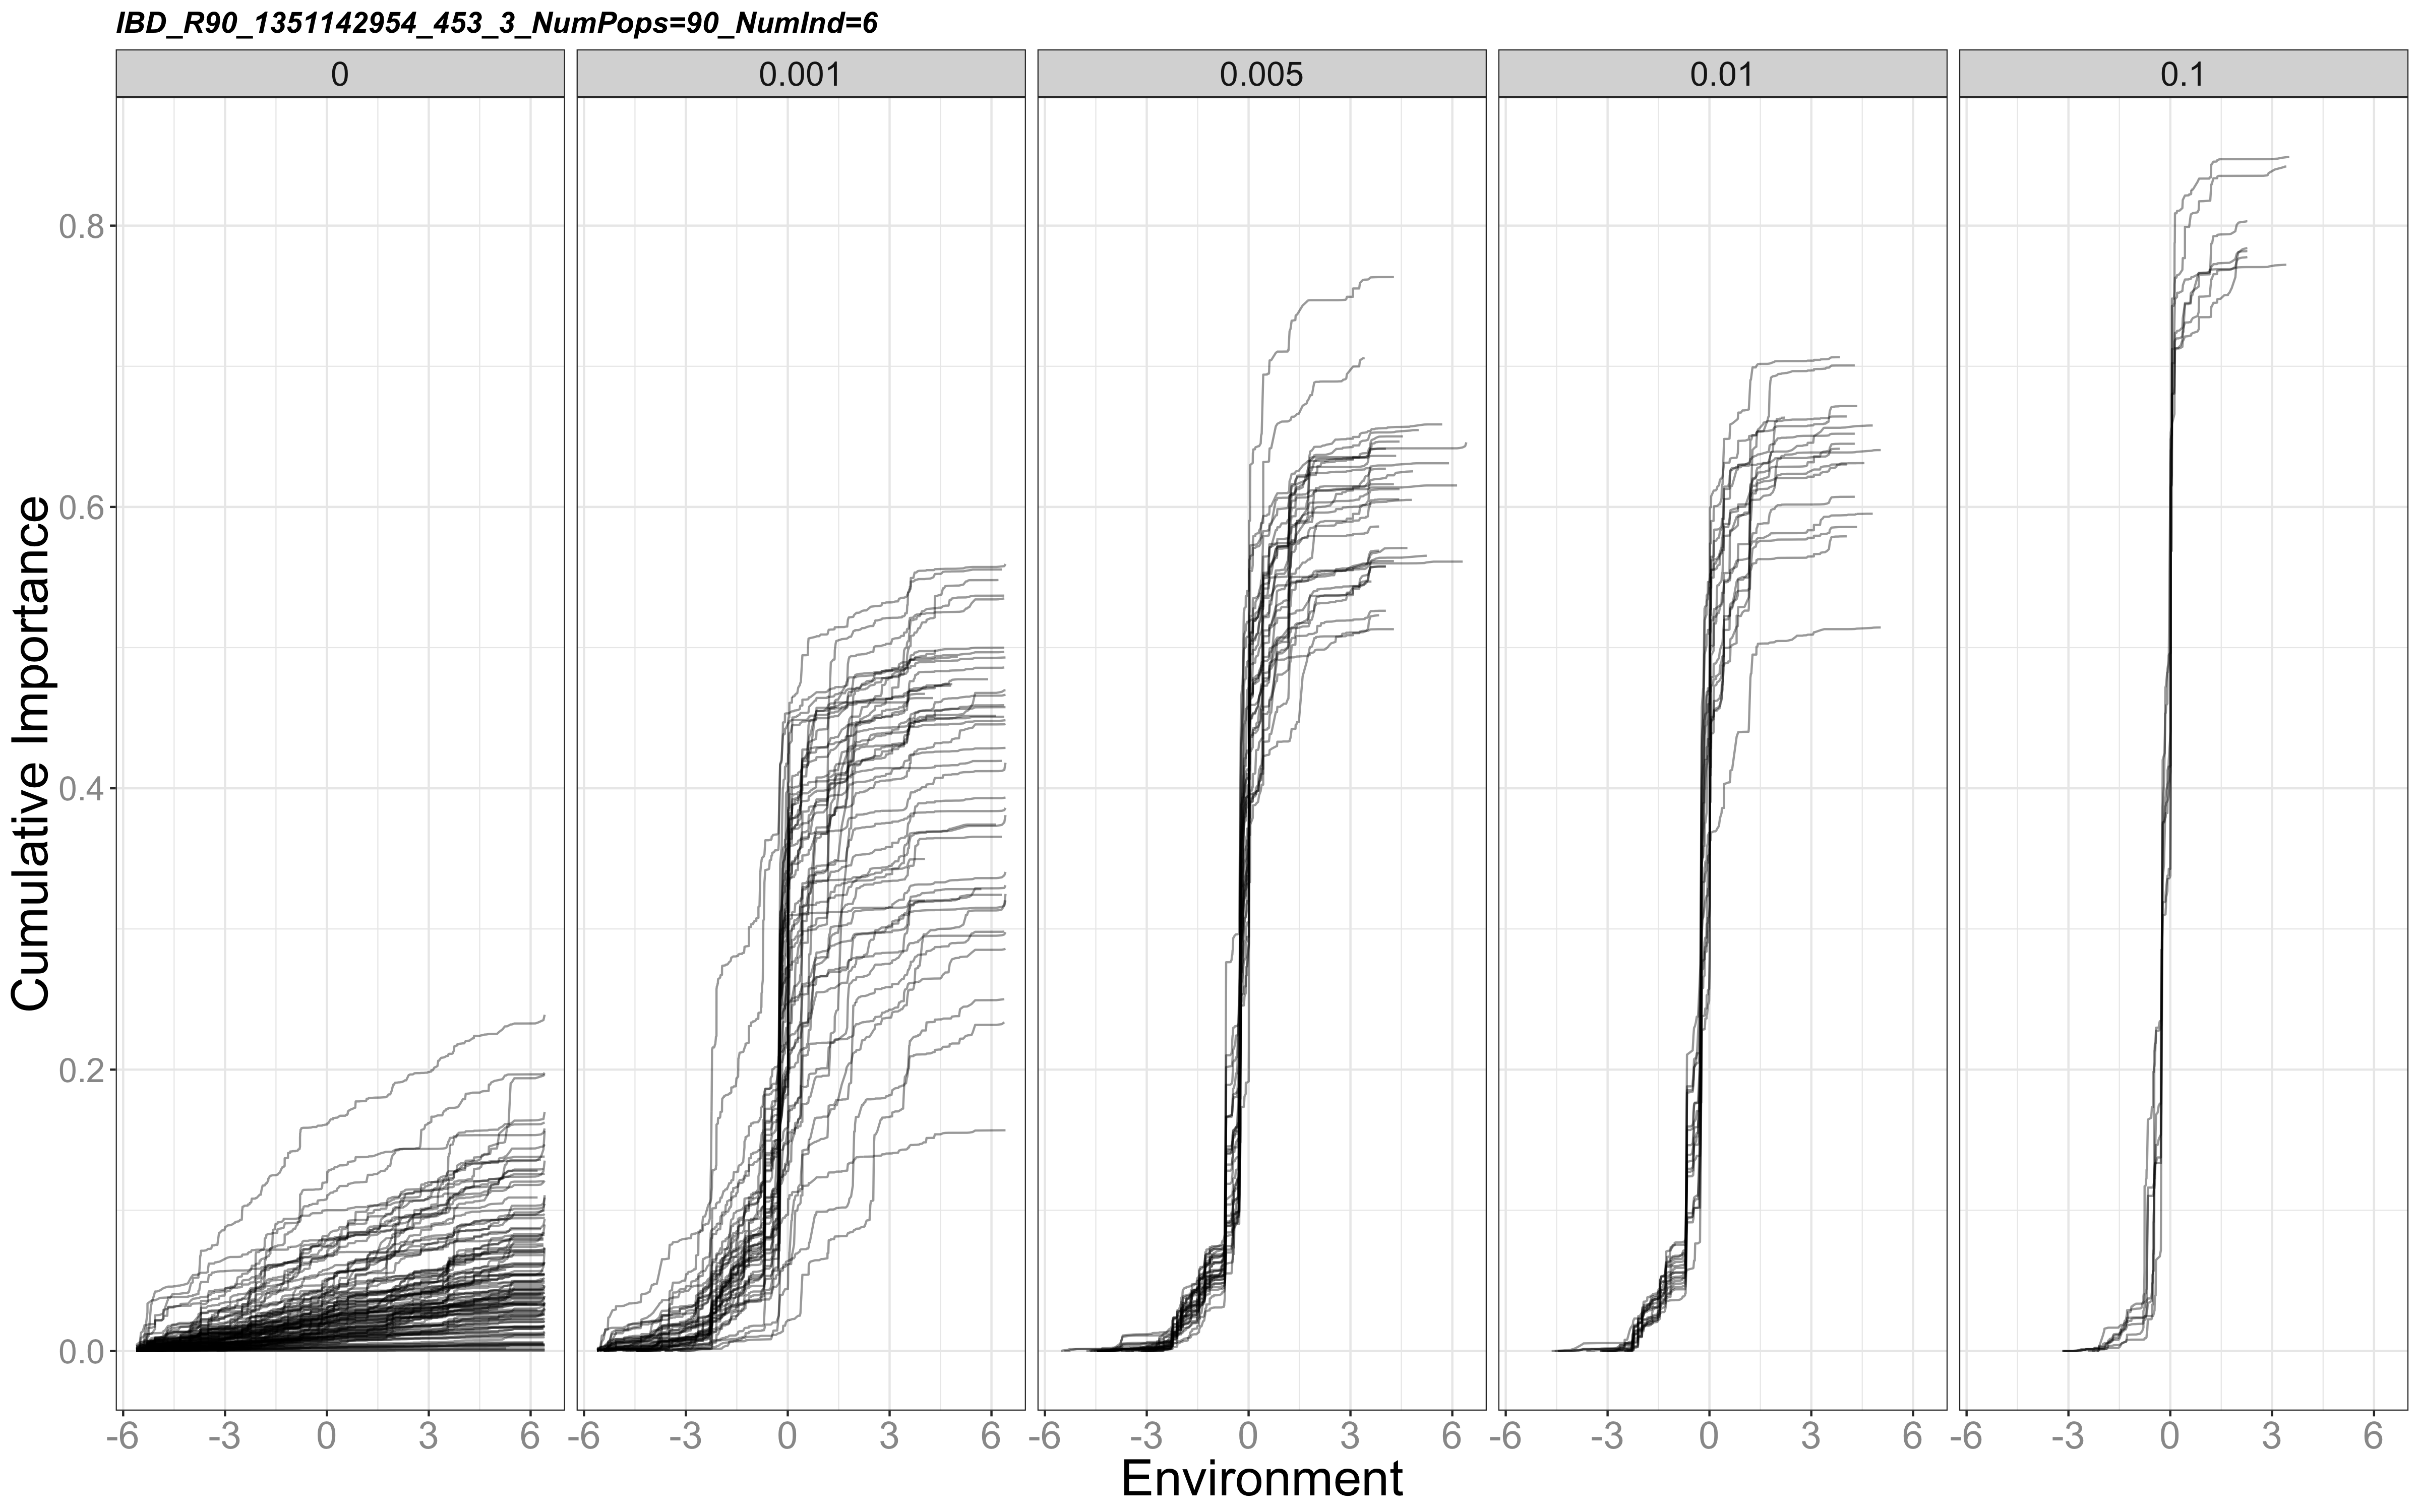 IBD_R90_1351142954_453_3_NumPops=90_NumInd=6
0 0.001 0.005 0.01 0.1
Cumulative Importance
0.8
0.6
0.4
0.2
0.0
-6 -3 0 3 6 -6 -3 0 3 6 -6 -3 0 3 6 -6 -3 0 3 6 -6 -3 0 3 6
Environment